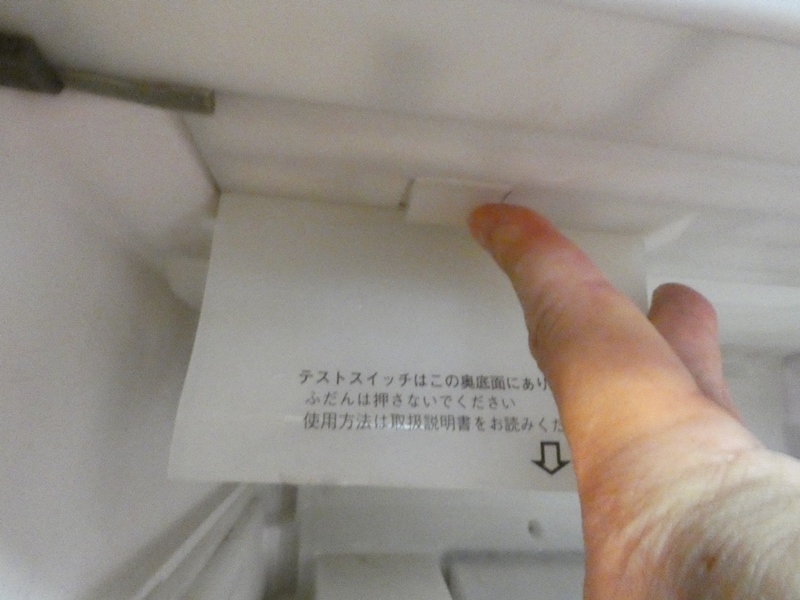 テストスイッチはこの奥底面にあり
ふだんは押さないでください
使用方法は取扱説明書をお読みくだ